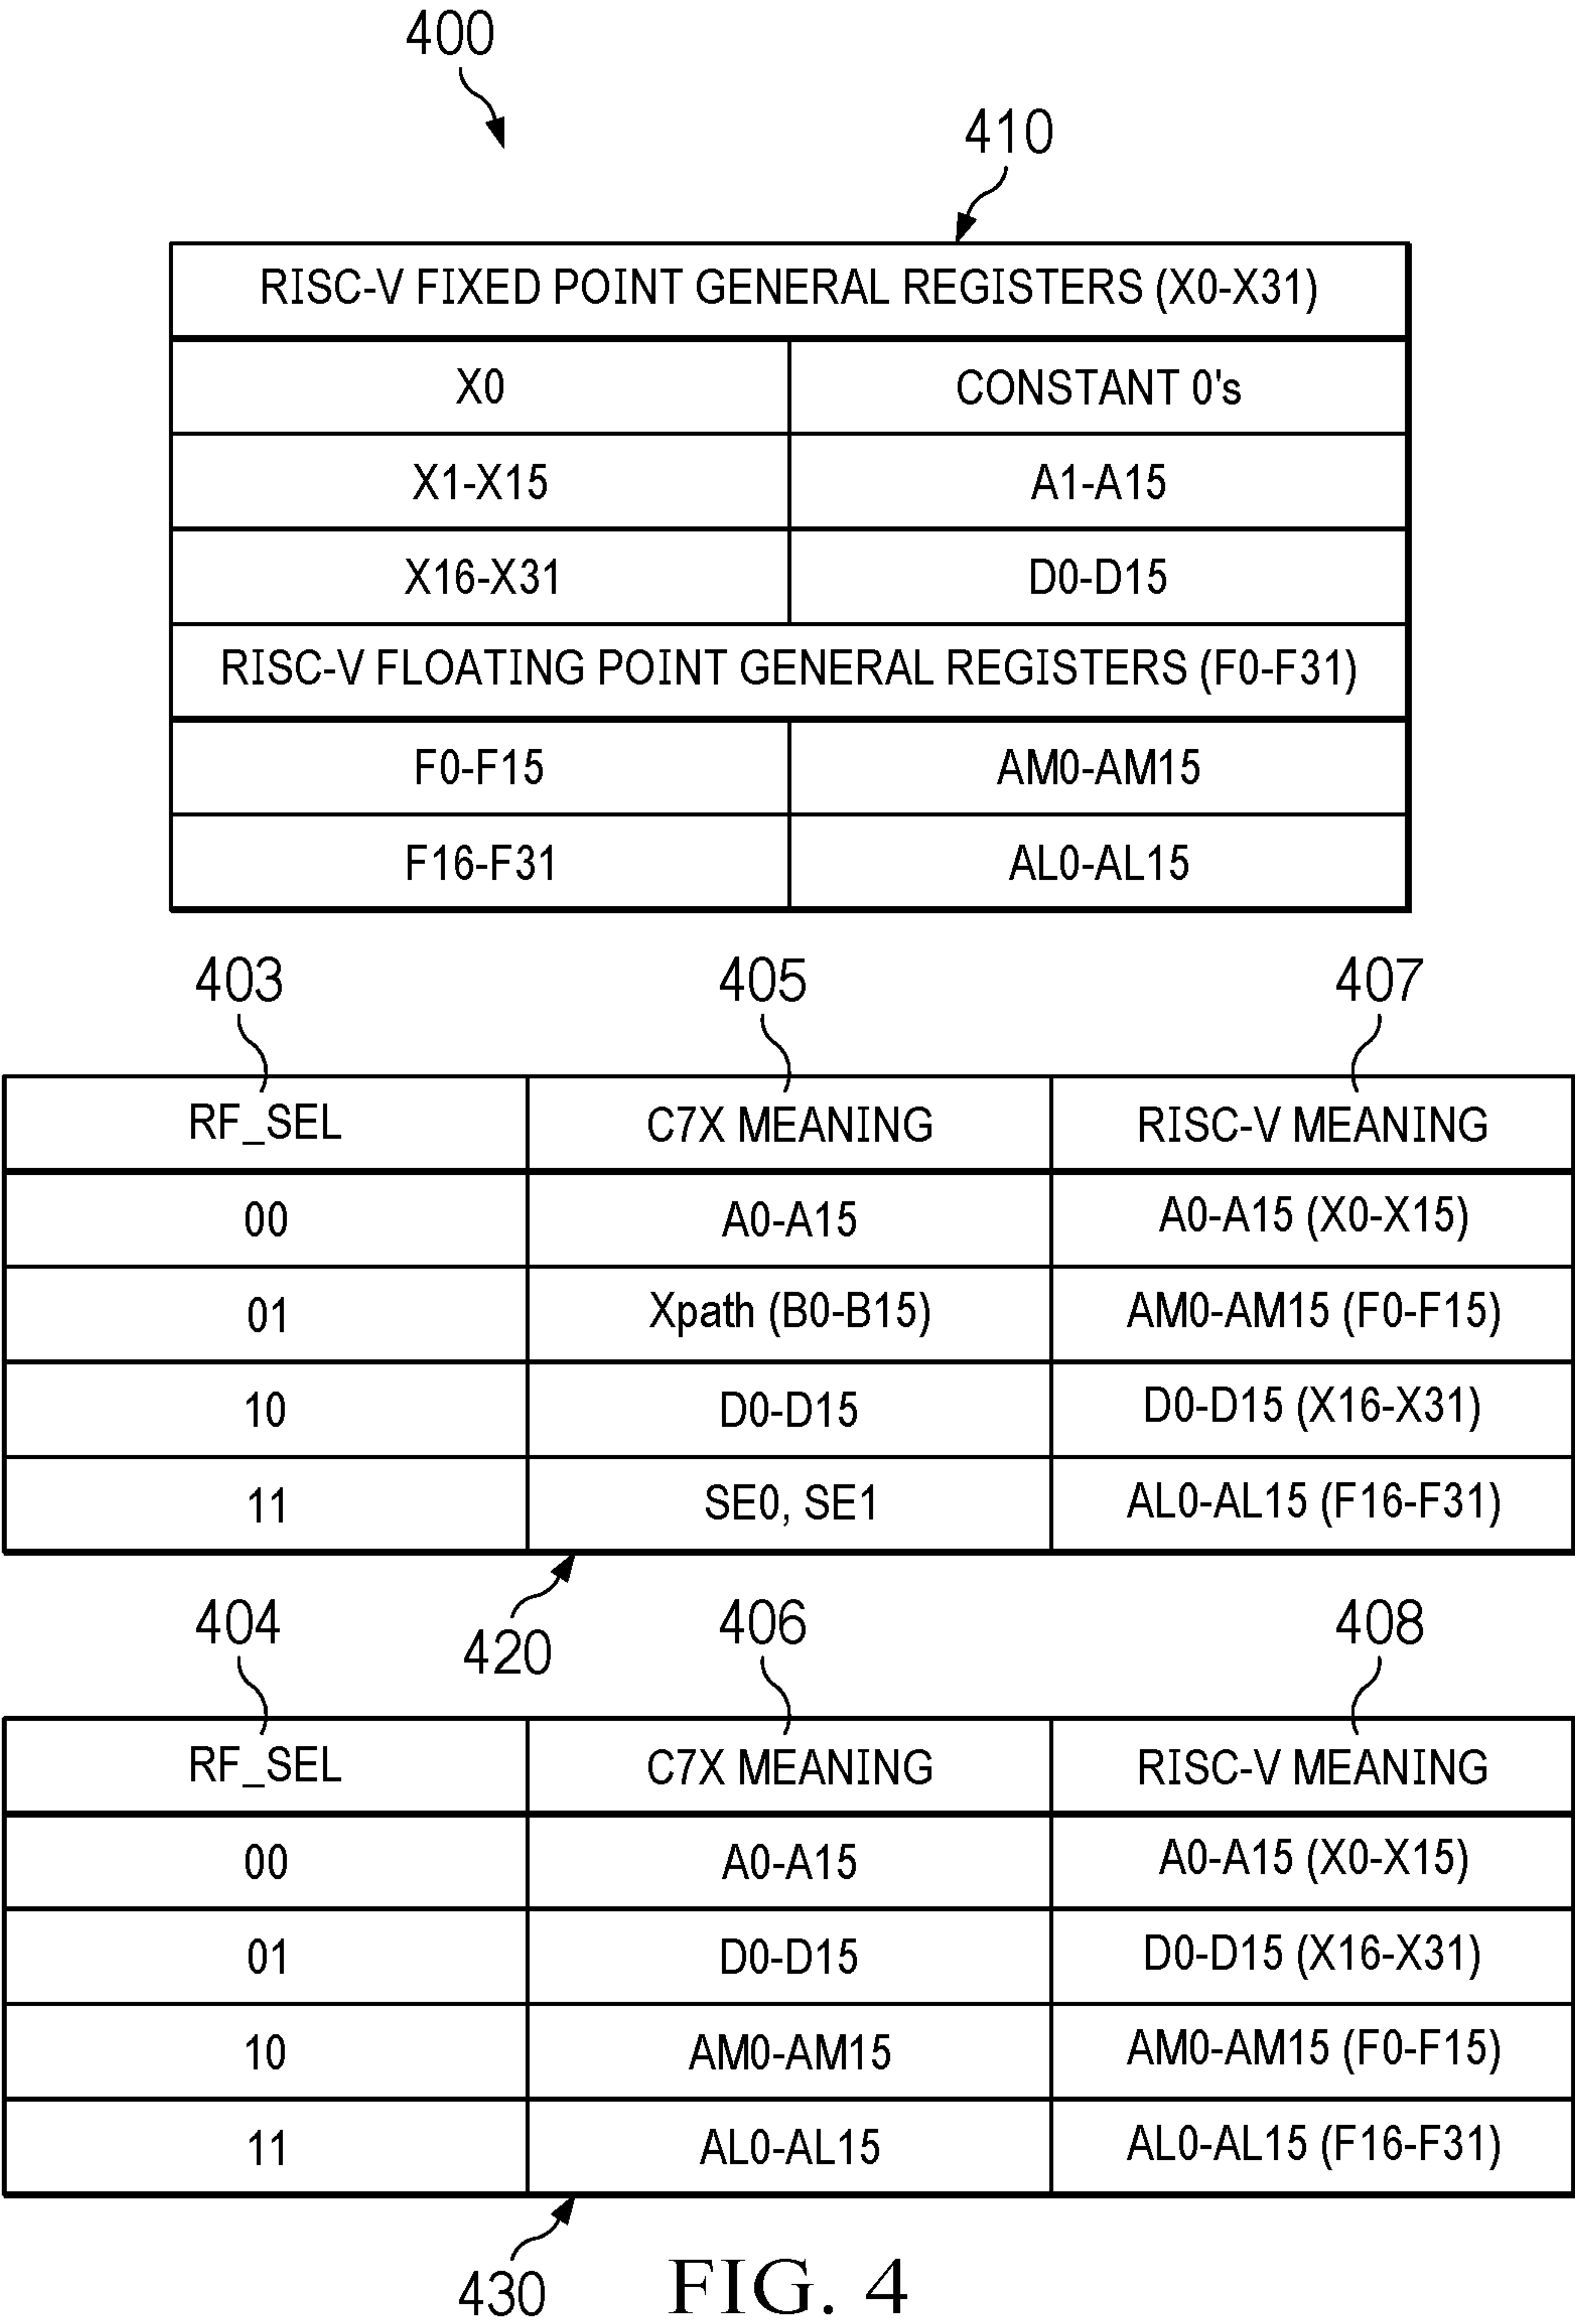 400
410
RISC-V FIXED POINT GENERAL REGISTERS (X0-X31)
X0 CONSTANT 0's
X1-X15 A1-A15
X16-X31 D0-D15
RISC-V FLOATING POINT GENERAL REGISTERS (F0-F31)
F0-F15 AM0-AM15
F16-F31 AL0-AL15
403 405 407
RF_SEL C7X MEANING RISC-V MEANING
00 A0-A15 A0-A15 (X0-X15)
01 Xpath (B0-B15) AM0-AM15 (F0-F15)
10 D0-D15 D0-D15 (X16-X31)
11 SE0, SE1 AL0-AL15 (F16-F31)
420
404 406 408
RF_SEL C7X MEANING RISC-V MEANING
00 A0-A15 A0-A15 (X0-X15)
01 D0-D15 D0-D15 (X16-X31)
10 AM0-AM15 AM0-AM15 (F0-F15)
11 AL0-AL15 AL0-AL15 (F16-F31)
430
FIG. 4